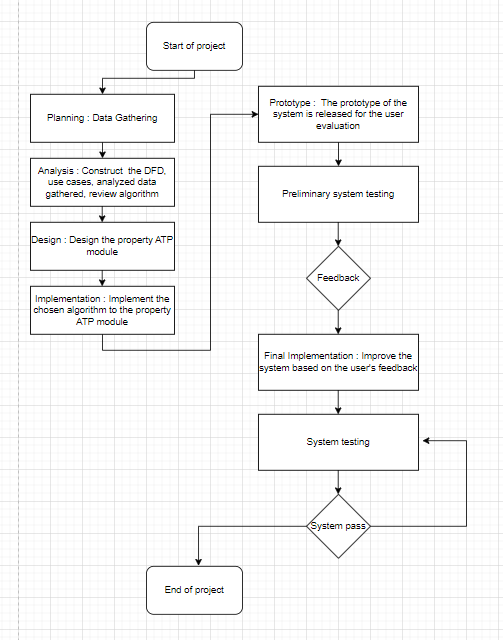 Start of project
Planning : Data Gathering
Analysis : Construct the DFD,
use cases, analyzed data
gathered, review algorithm
Design : Design the property ATP
module
Implementation : Implement the
chosen algorithm to the property
ATP module
Prototype : The prototype of the
system is released for the user
evaluation
Preliminary system testing
Feedback
Final Implementation : Improve the
system based on the user's feedback
System testing
System pass
End of project